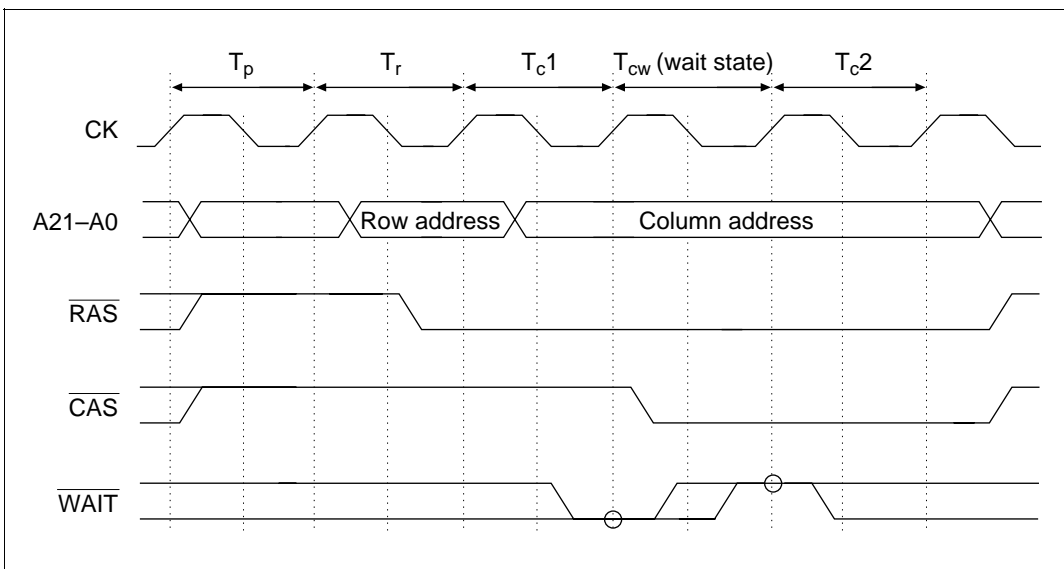 Tp Tr Tc1 Tcw (wait state) Tc2
CK
A21–A0 Row address Column address
RAS
CAS
WAIT